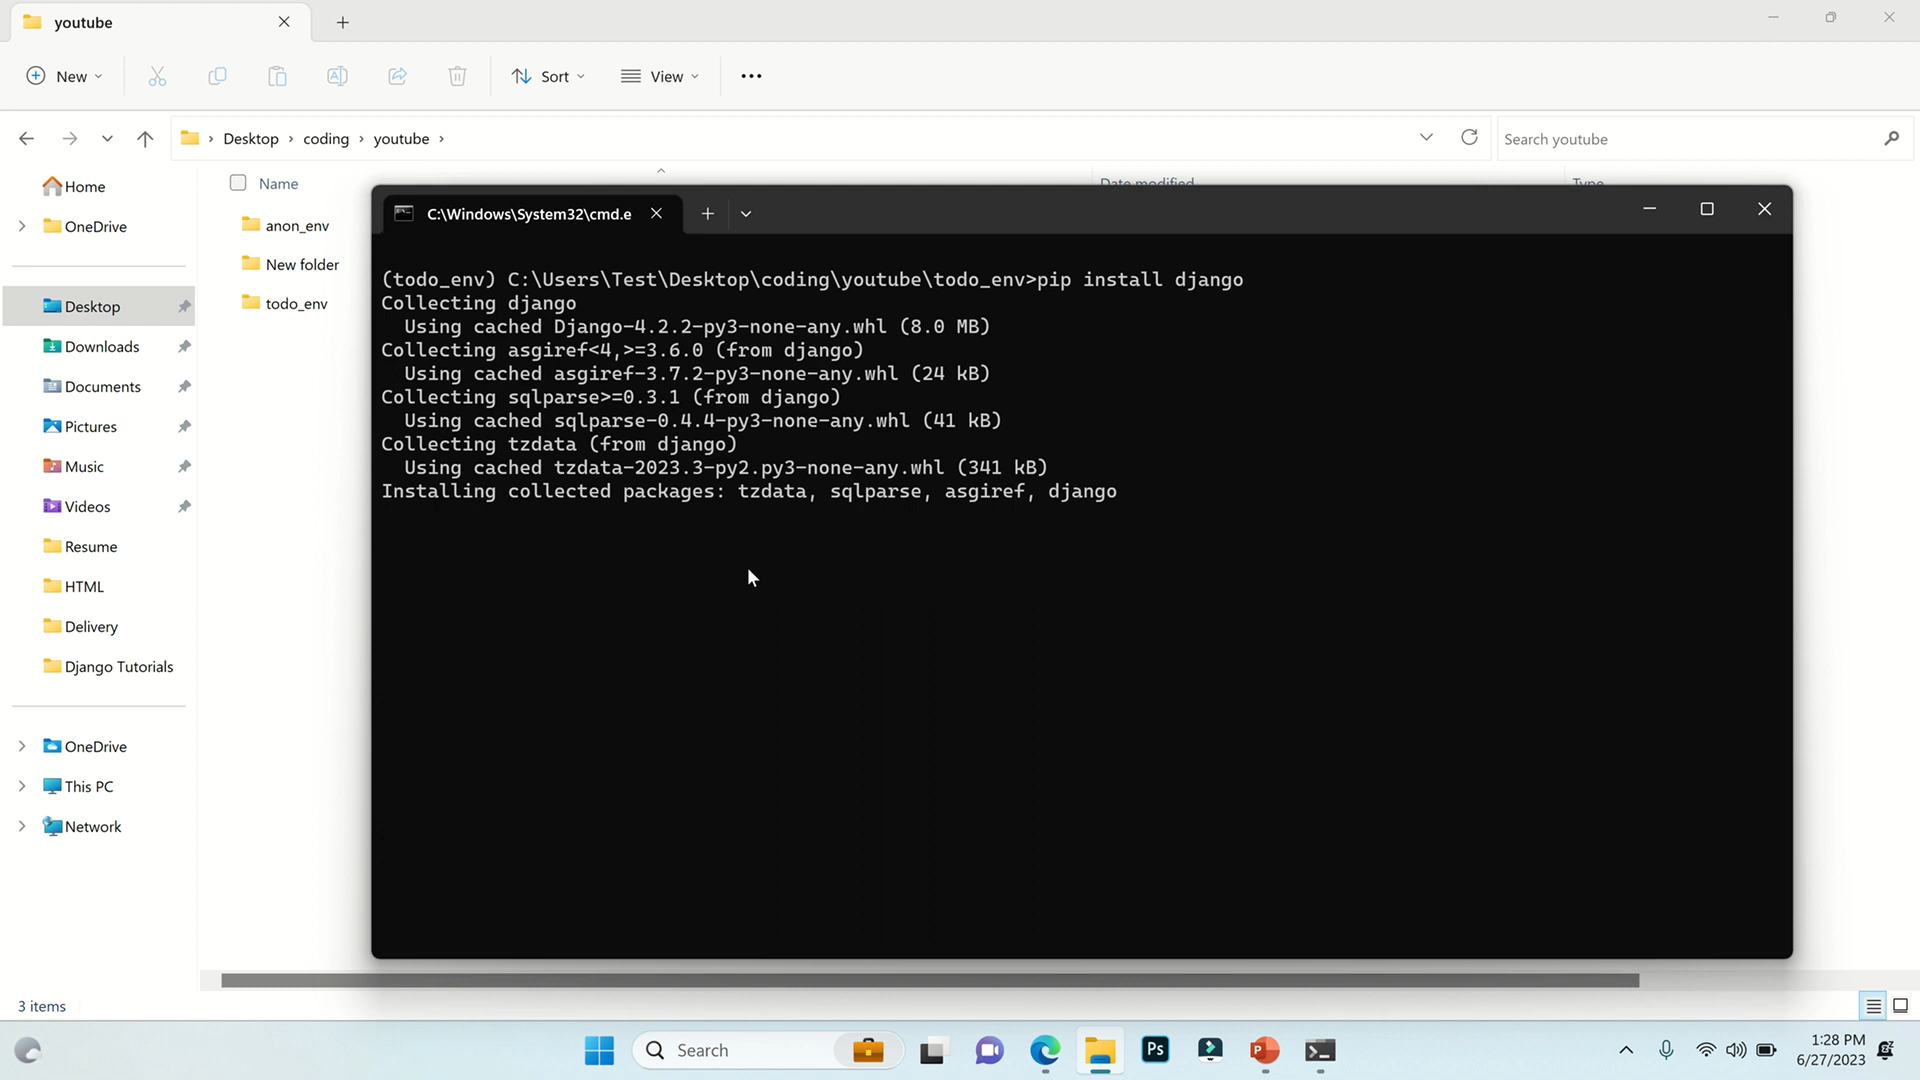 youtube
New
Sort
View
Desktop
coding
youtube
Search youtube
Home
OneDrive
Desktop
Downloads
Documents
Pictures
Music
Videos
Resume
HTML
Delivery
Django Tutorials
OneDrive
This PC
Network
Name
Date modified
Type
anon_env
New folder
todo_env
C:\Windows\System32\cmd.e
(todo_env) C:\Users\Test\Desktop\coding\youtube\todo_env>pip install django
Collecting django
Using cached Django-4.2.2-py3-none-any.whl (8.0 MB)
Collecting asgiref<4,>=3.6.0 (from django)
Using cached asgiref-3.7.2-py3-none-any.whl (24 kB)
Collecting sqlparse>=0.3.1 (from django)
Using cached sqlparse-0.4.4-py3-none-any.whl (41 kB)
Collecting tzdata (from django)
Using cached tzdata-2023.3-py2.py3-none-any.whl (341 kB)
Installing collected packages: tzdata, sqlparse, asgiref, django
3 items
Search
Ps
1:28 PM
6/27/2023